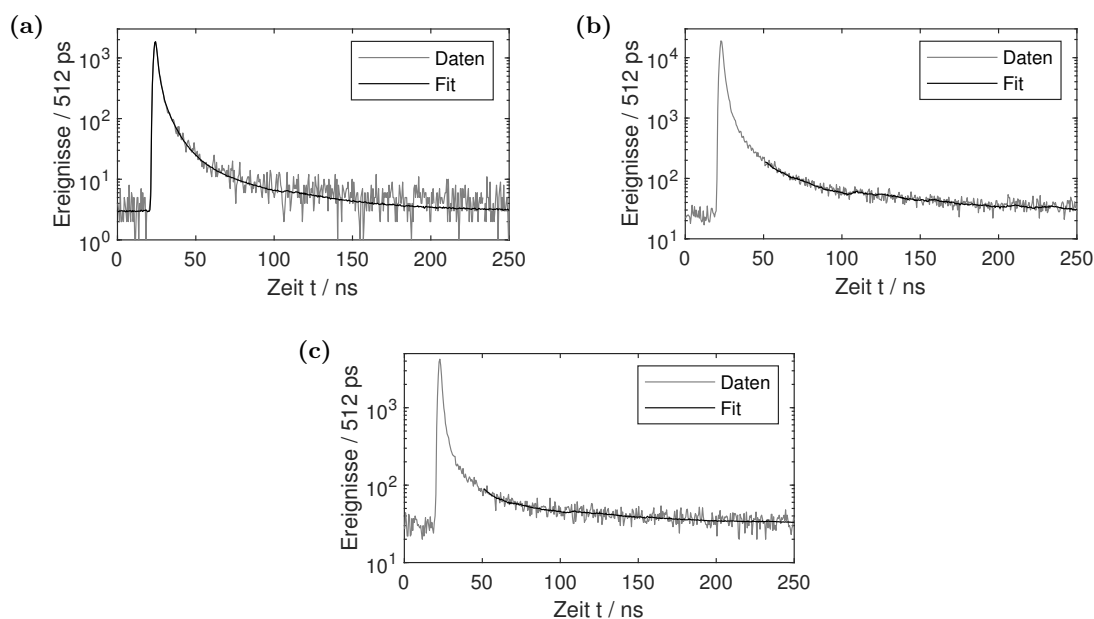 (a)
Ereignisse / 512 ps
10^3
10^2
10^1
10^0
0 50 100 150 200 250
Zeit t / ns
Daten
Fit
(b)
Ereignisse / 512 ps
10^4
10^3
10^2
10^1
0 50 100 150 200 250
Zeit t / ns
Daten
Fit
(c)
Ereignisse / 512 ps
10^3
10^2
10^1
0 50 100 150 200 250
Zeit t / ns
Daten
Fit